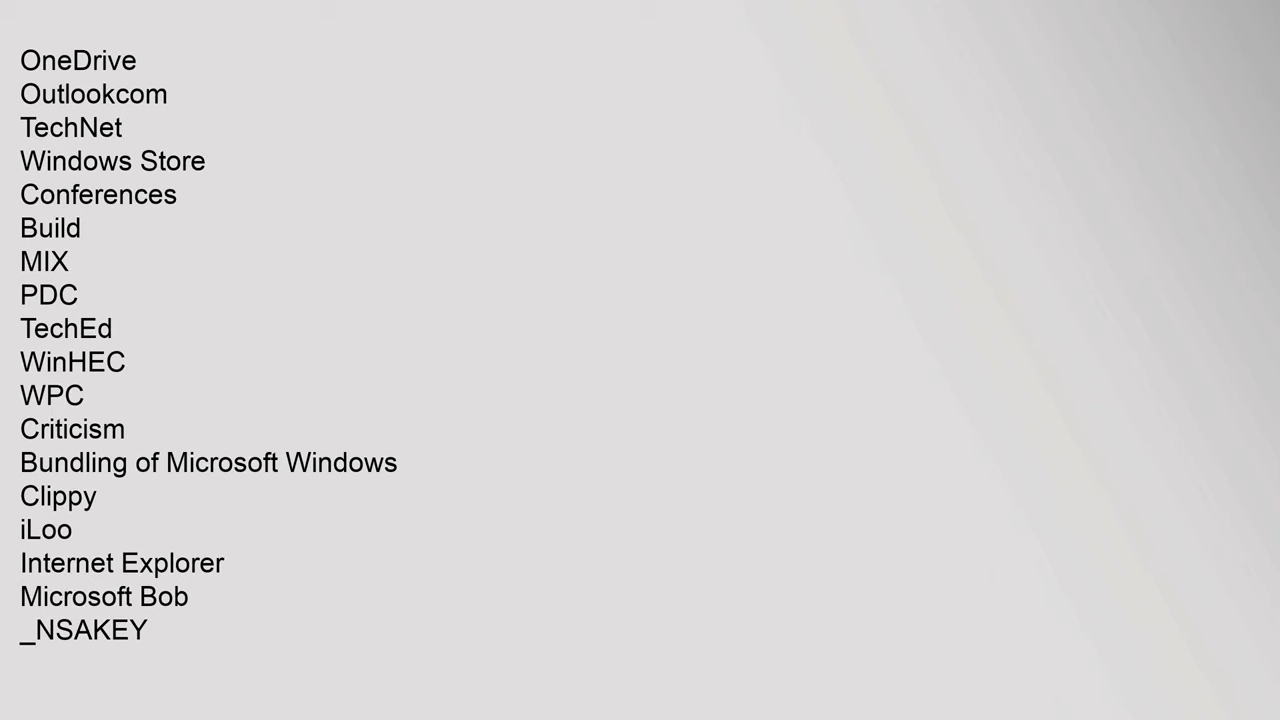 OneDrive
Outlookcom
TechNet
Windows Store
Conferences
Build
MIX
PDC
TechEd
WinHEC
WPC
Criticism
Bundling of Microsoft Windows
Clippy
iLoo
Internet Explorer
Microsoft Bob
_NSAKEY